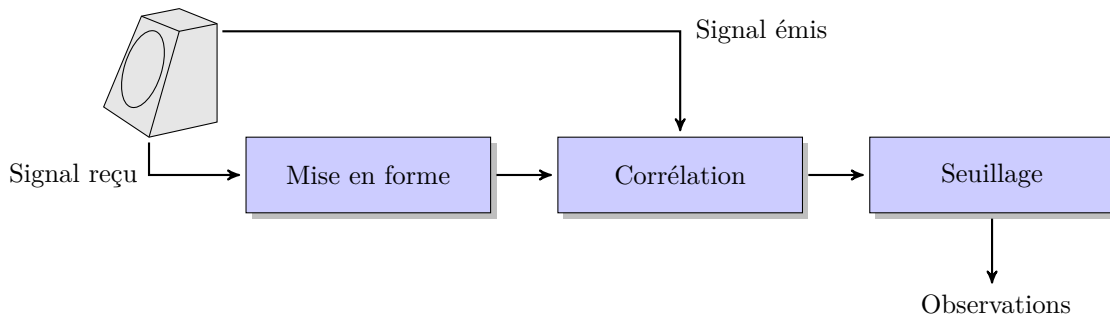 Signal émis
Signal reçu
Mise en forme
Corrélation
Seuillage
Observations